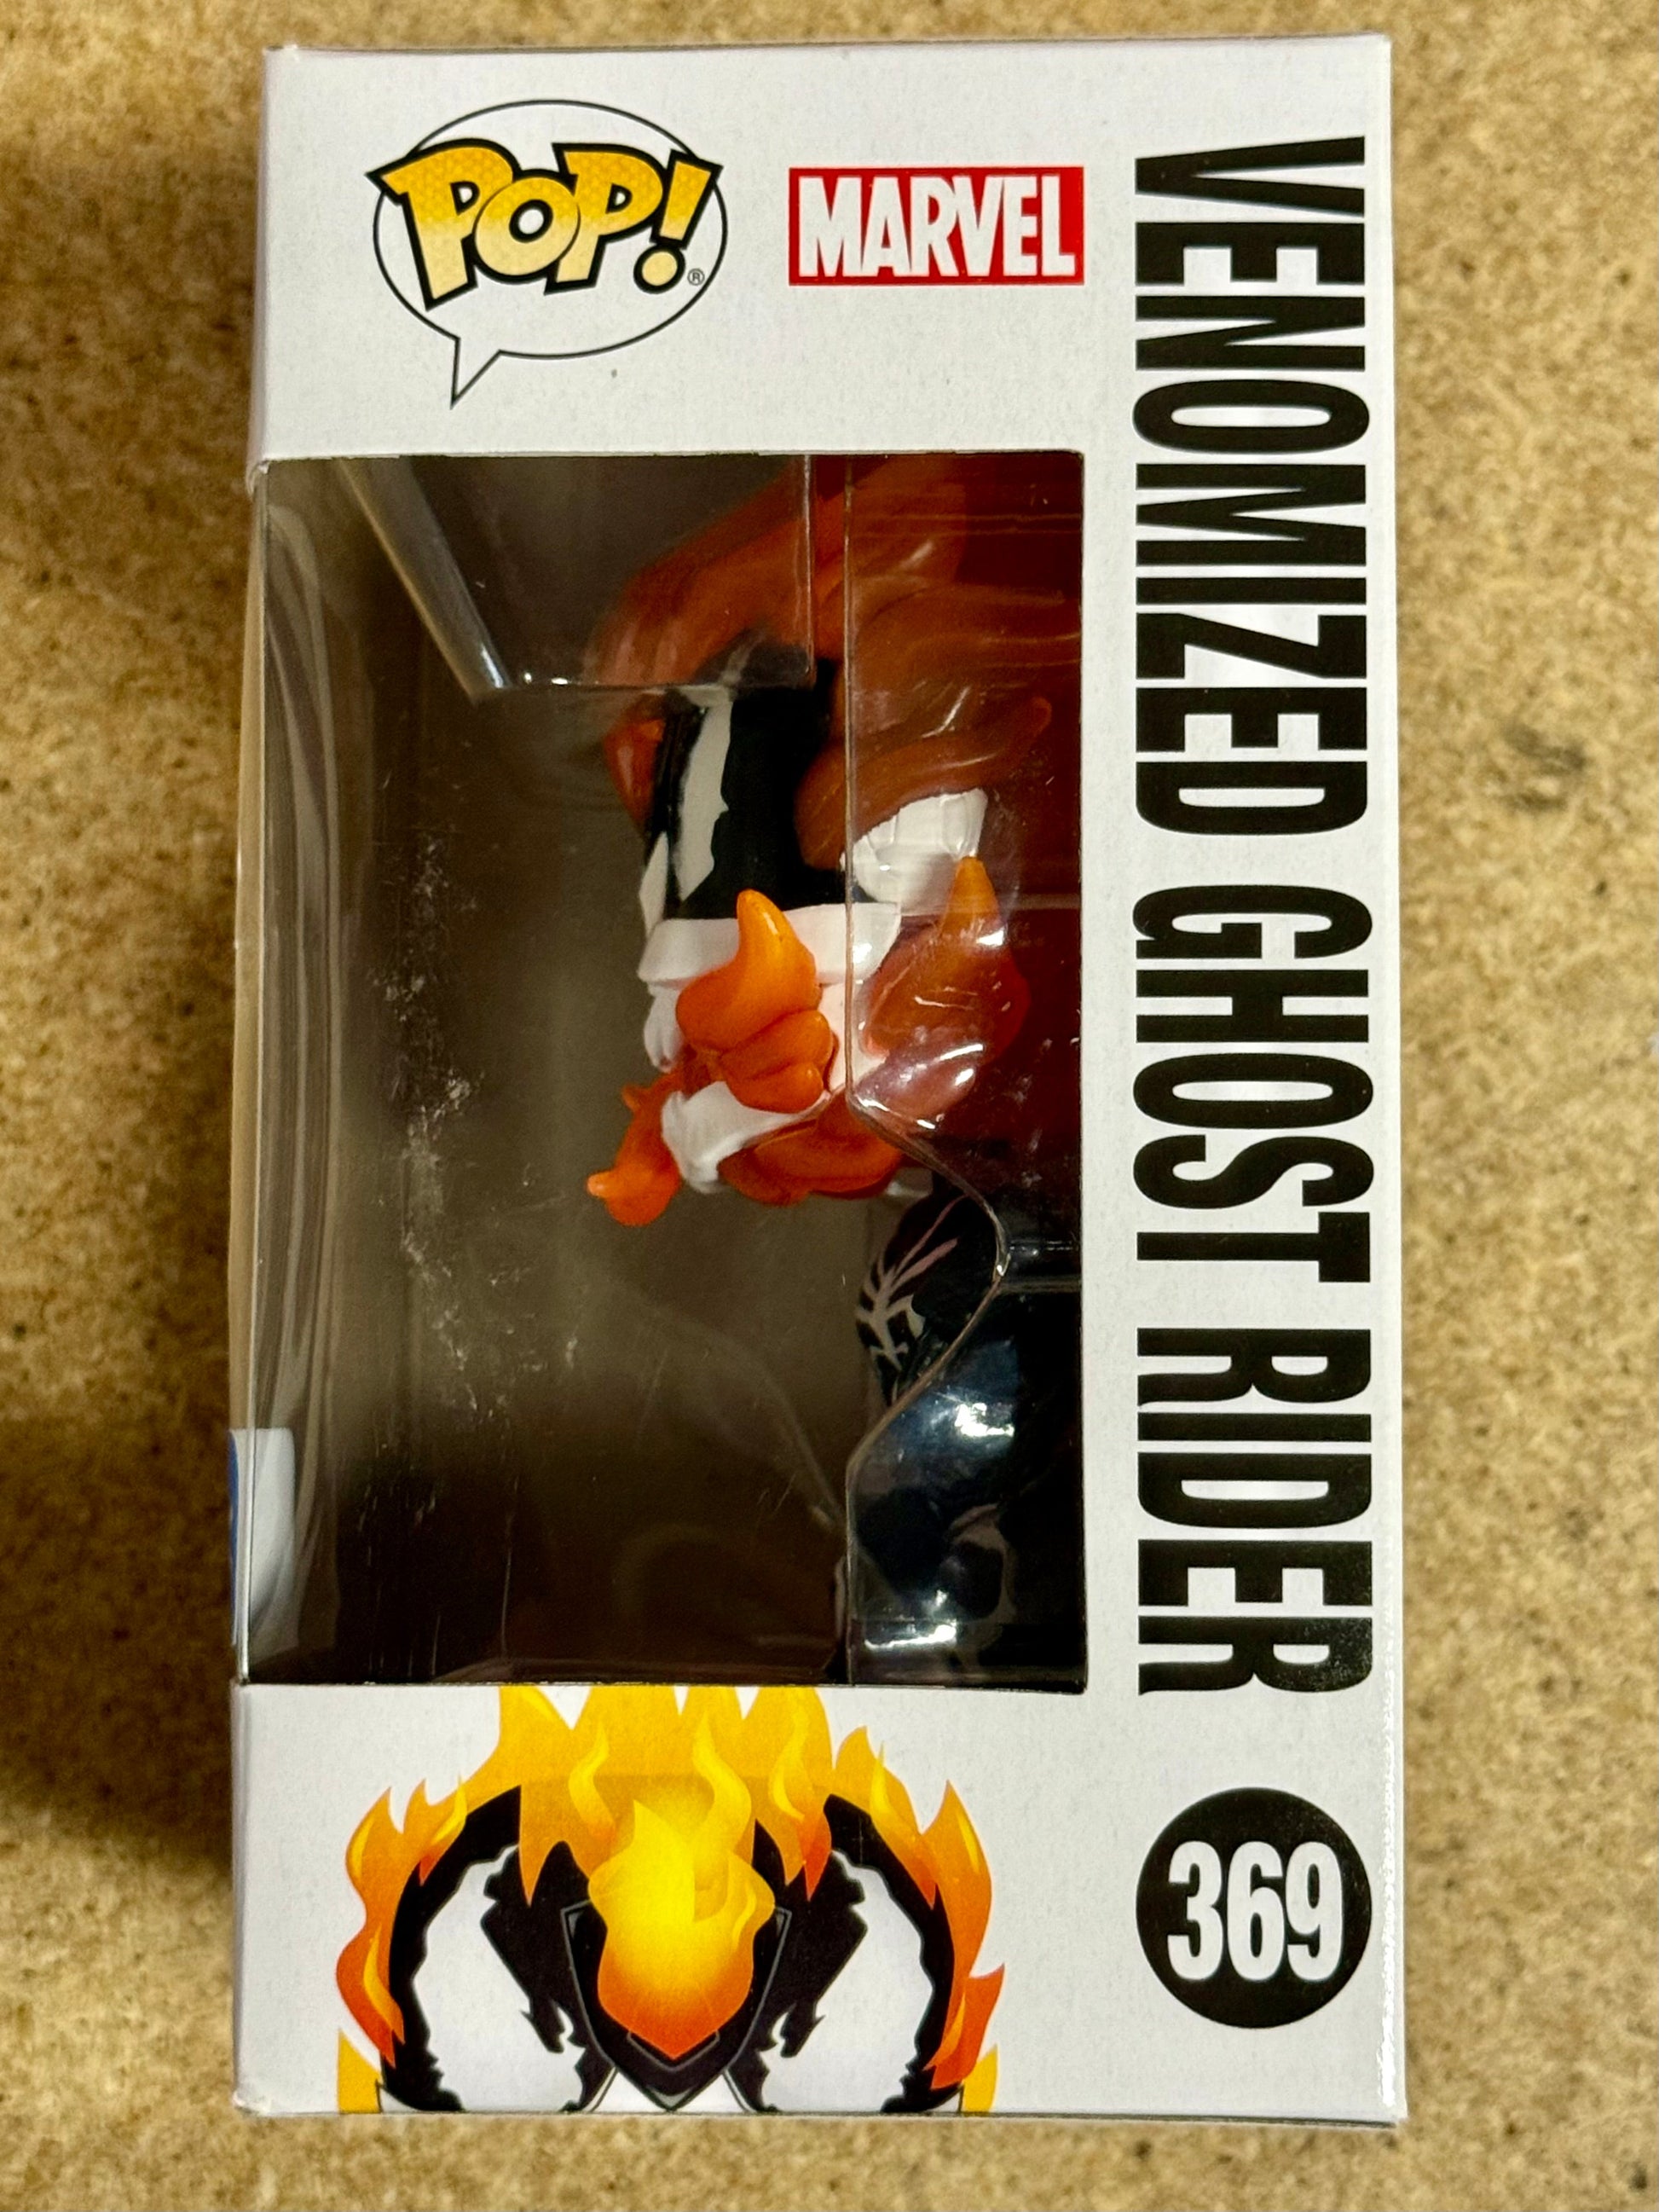 POP!®
MARVEL
VENOMIZED GHOST RIDER
369